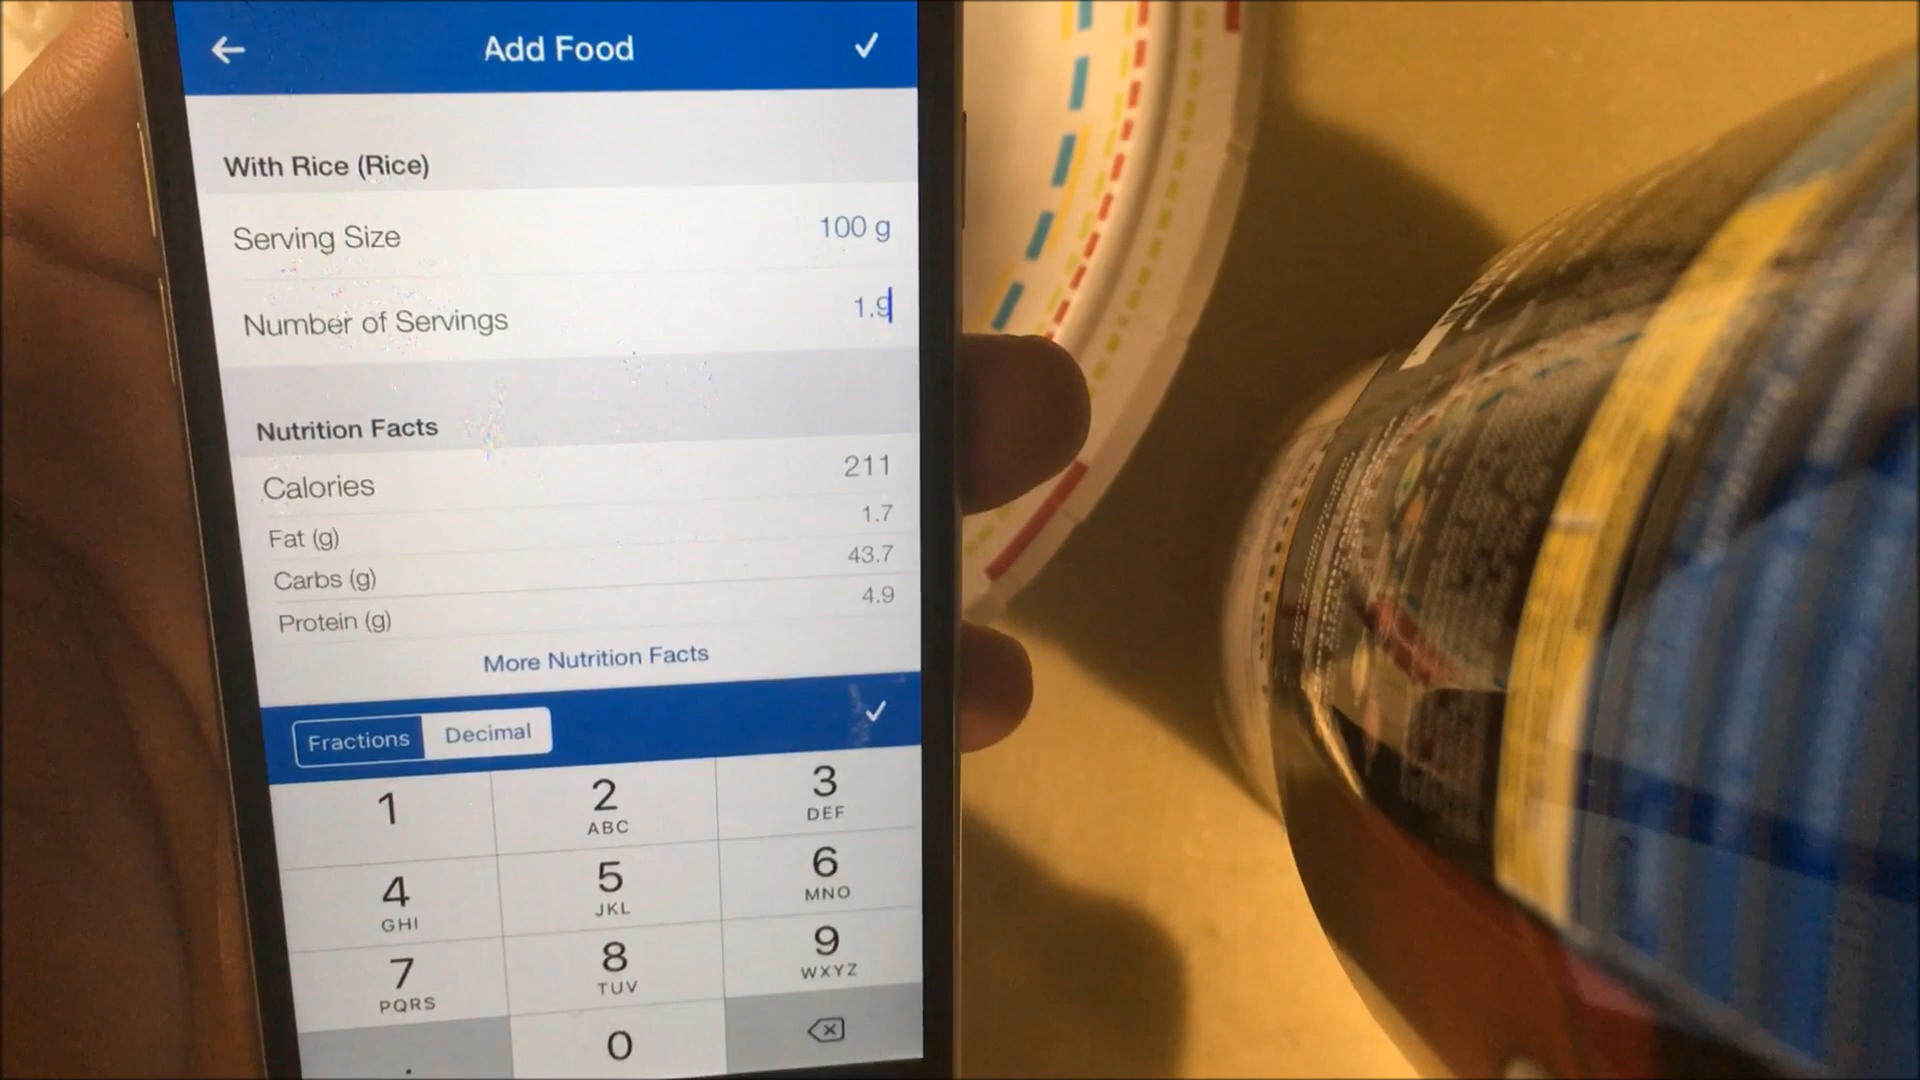 Add Food
With Rice (Rice)
Serving Size 100 g
Number of Servings 1.9
Nutrition Facts
Calories 211
Fat (g) 1.7
Carbs (g) 43.7
Protein (g) 4.9
More Nutrition Facts
Fractions Decimal
1 2 3
ABC DEF
4 5 6
GHI JKL MNO
7 8 9
PQRS TUV WXYZ
. 0